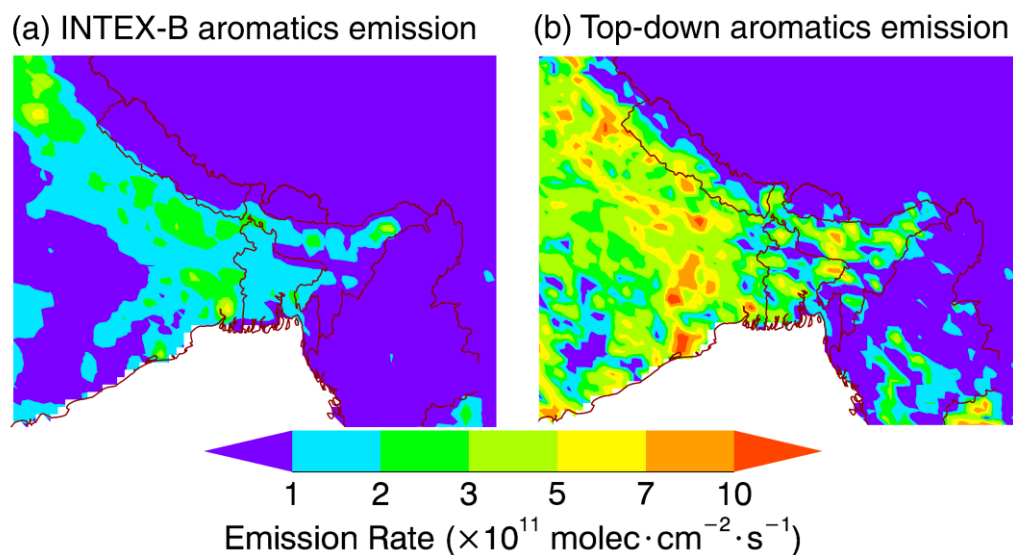 (a) INTEX-B aromatics emission
(b) Top-down aromatics emission
1 2 3 5 7 10
Emission Rate (×10¹¹ molec·cm⁻²·s⁻¹)